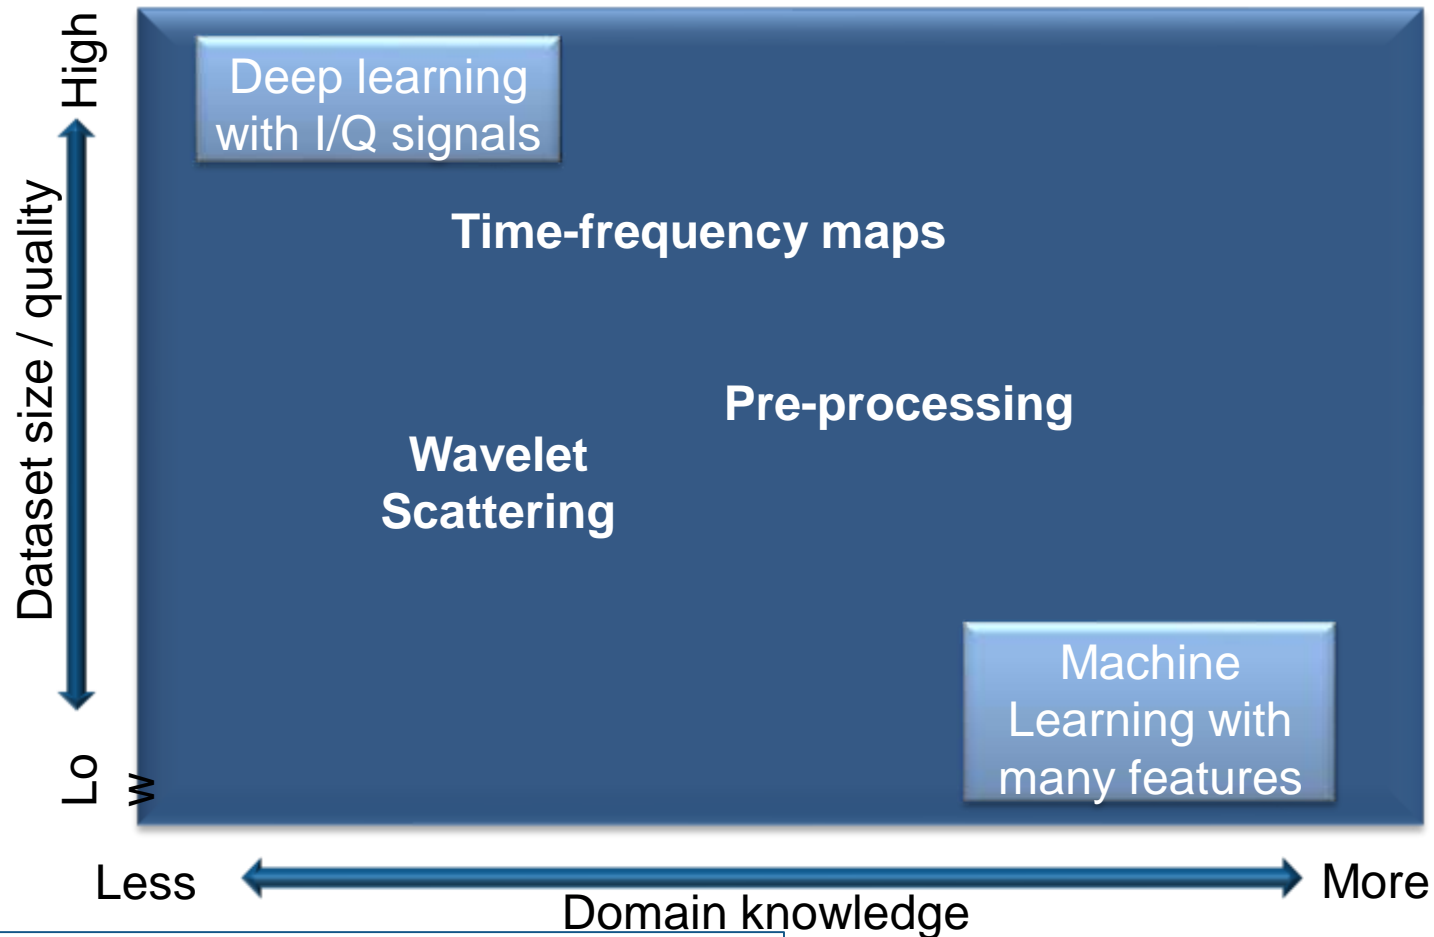 High
Dataset size / quality
Lo
w
Deep learning
with I/Q signals
Time-frequency maps
Pre-processing
Wavelet
Scattering
Machine
Learning with
many features
Less
Domain knowledge
More